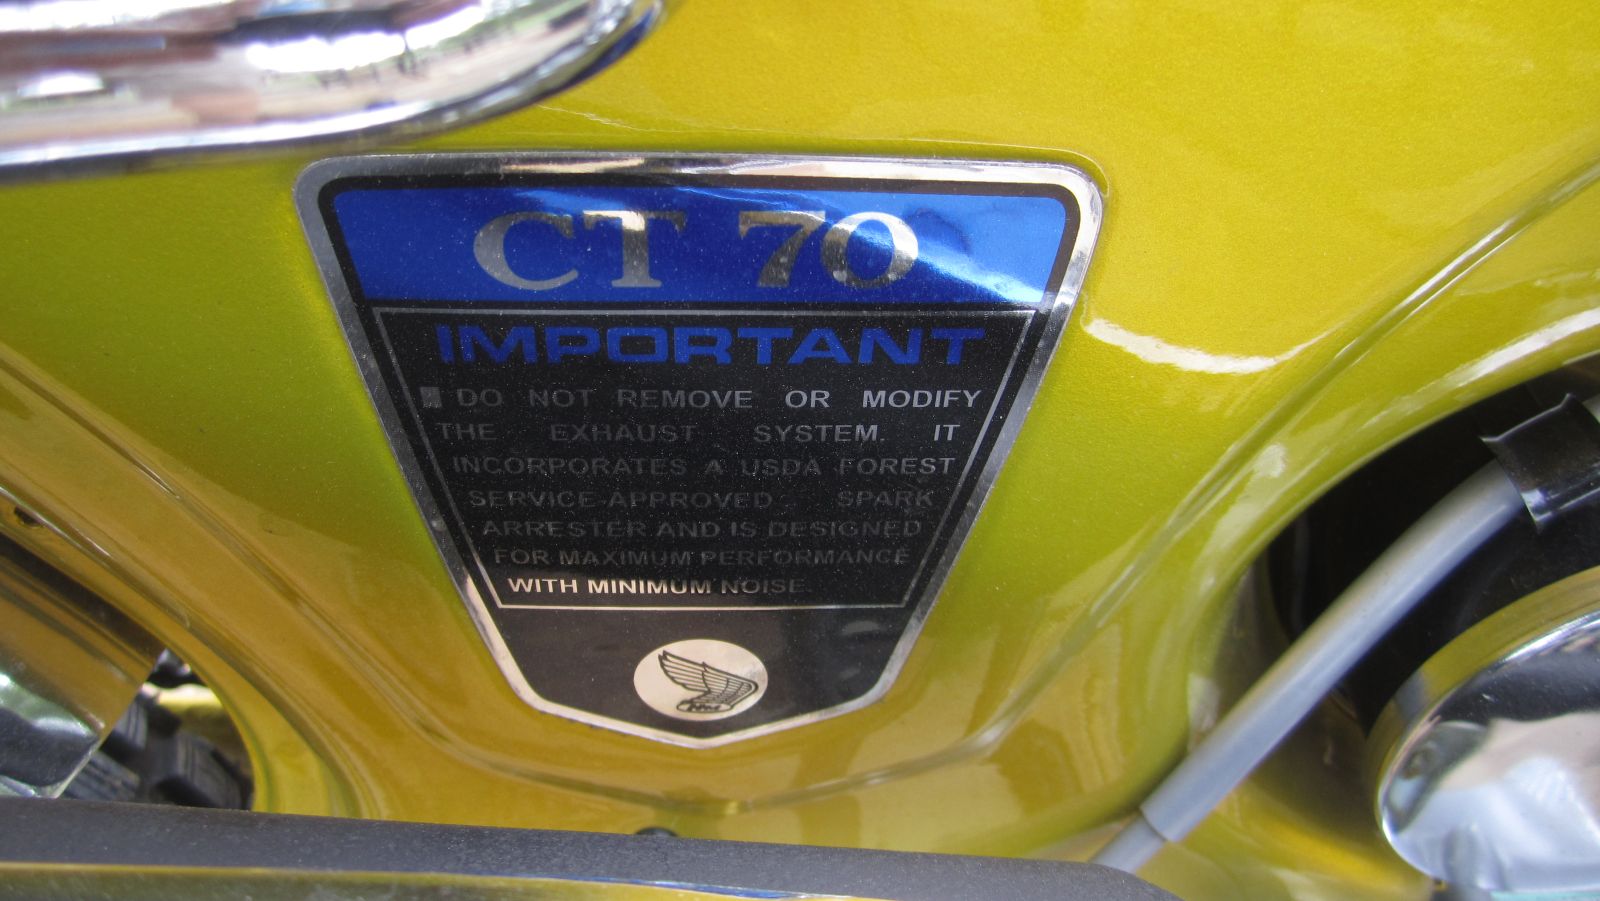 CT 70
IMPORTANT
DO NOT REMOVE OR MODIFY
THE EXHAUST SYSTEM. IT
INCORPORATES A USDA FOREST
SERVICE-APPROVED SPARK
ARRESTER AND IS DESIGNED
FOR MAXIMUM PERFORMANCE
WITH MINIMUM NOISE.